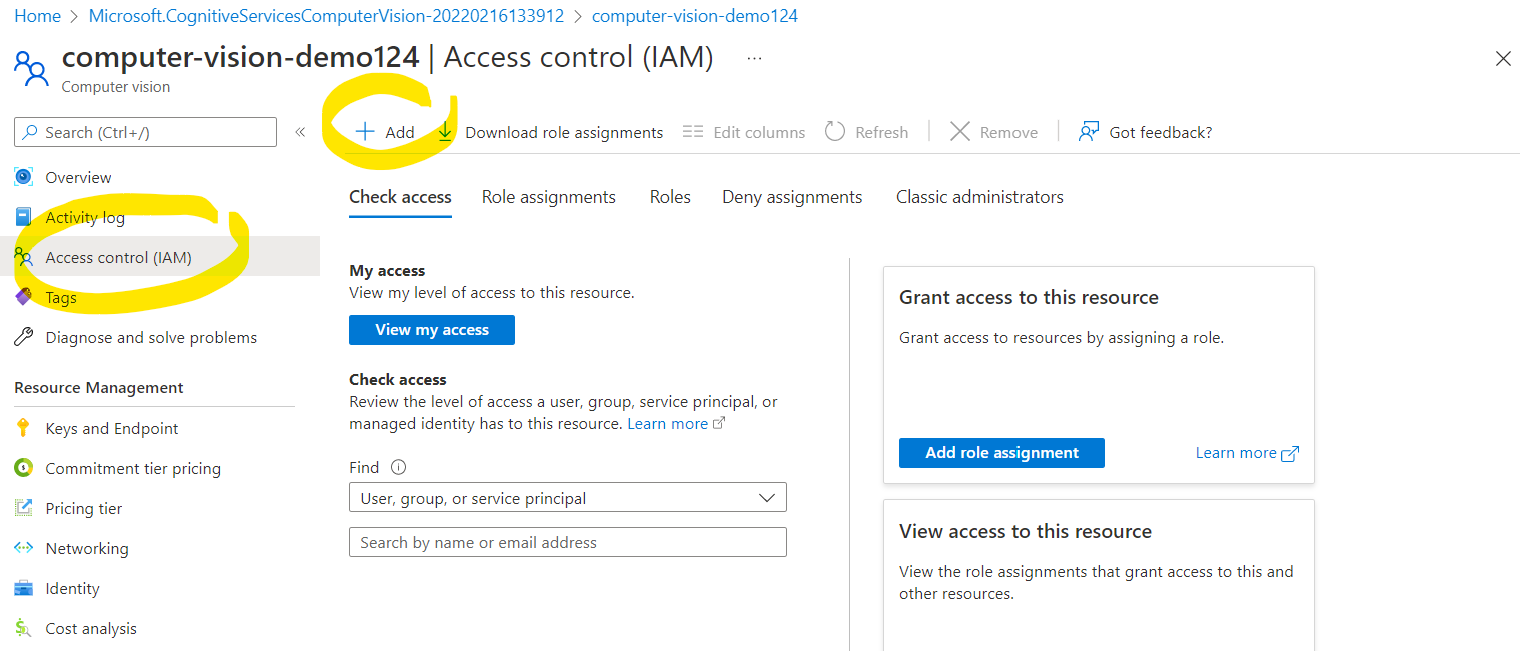 Home > Microsoft.CognitiveServicesComputerVision-20220216133912 > computer-vision-demo124
computer-vision-demo124 | Access control (IAM) ...
Computer vision
Search (Ctrl+/) «
Add Download role assignments Edit columns Refresh Remove Got feedback?
Overview
Activity log
Access control (IAM)
Tags
Diagnose and solve problems
Resource Management
Keys and Endpoint
Commitment tier pricing
Pricing tier
Networking
Identity
Cost analysis
Check access Role assignments Roles Deny assignments Classic administrators
My access
View my level of access to this resource.
View my access
Check access
Review the level of access a user, group, service principal, or
managed identity has to this resource. Learn more
Find
User, group, or service principal
Search by name or email address
Grant access to this resource
Grant access to resources by assigning a role.
Add role assignment Learn more
View access to this resource
View the role assignments that grant access to this and
other resources.